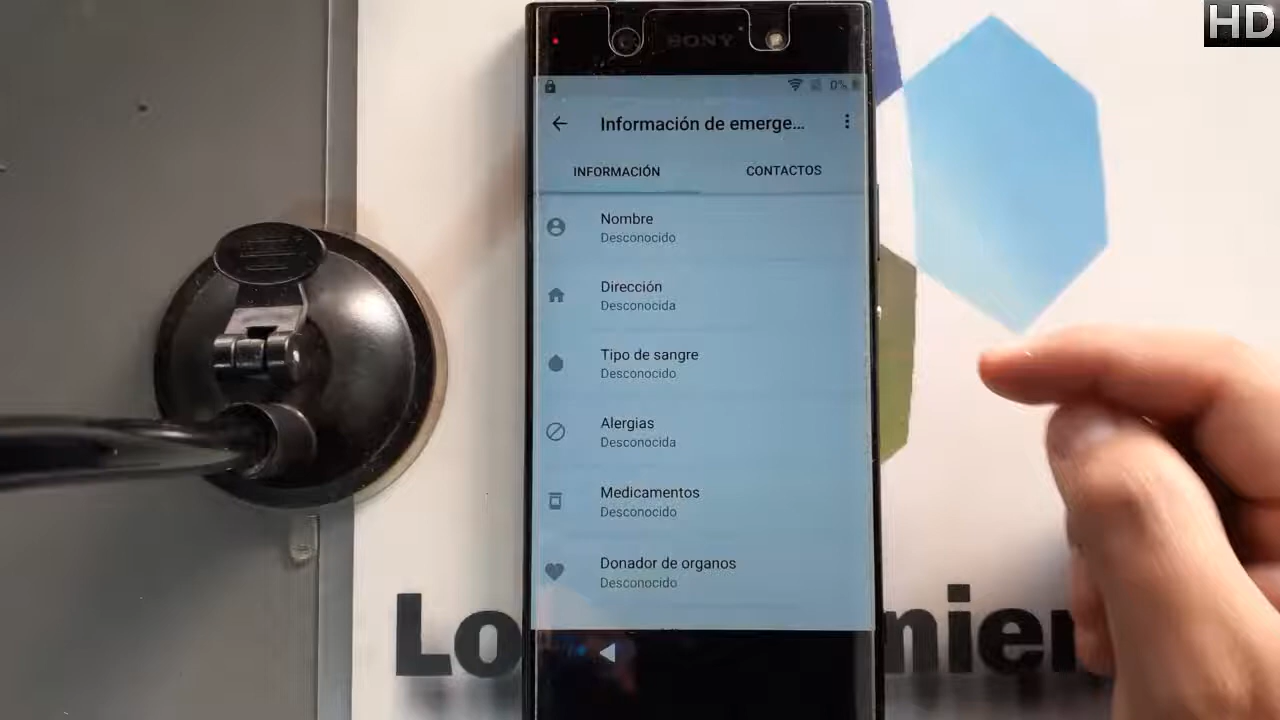 HD
SONY
0%
Información de emerge...
INFORMACIÓN
CONTACTOS
Nombre
Desconocido
Dirección
Desconocida
Tipo de sangre
Desconocido
Alergias
Desconocida
Medicamentos
Desconocido
Donador de organos
Desconocido